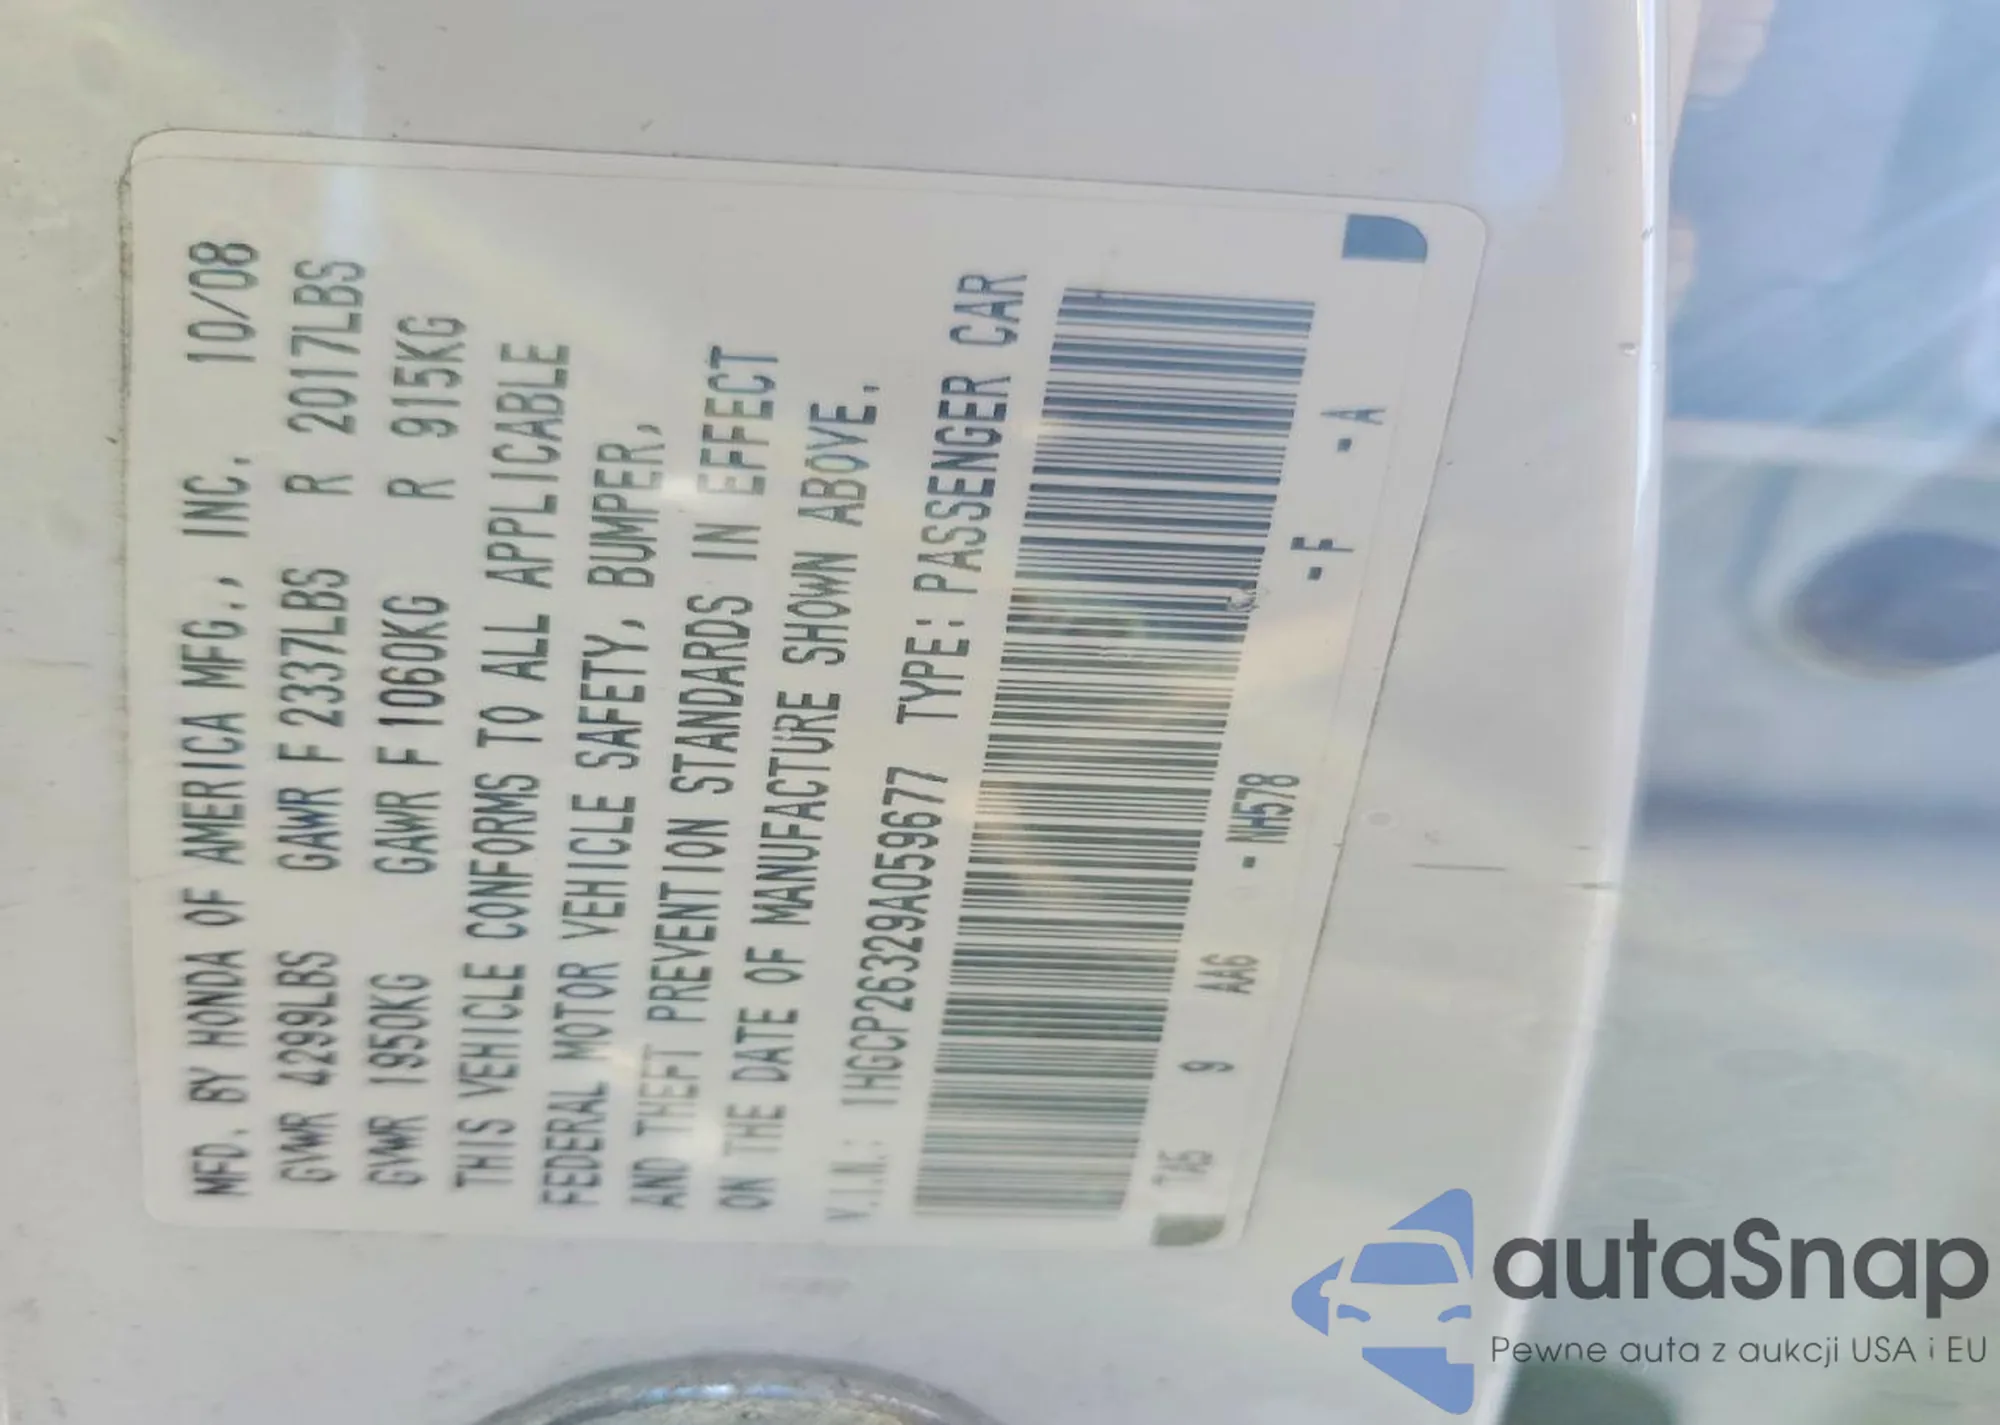 MFD. BY HONDA OF AMERICA MFG., INC. 10/08
GVWR 4299LBS GAWR F 2337LBS R 2017LBS
GVWR 1950KG GAWR F 1060KG R 915KG
THIS VEHICLE CONFORMS TO ALL APPLICABLE
FEDERAL MOTOR VEHICLE SAFETY, BUMPER,
AND THEFT PREVENTION STANDARDS IN EFFECT
ON THE DATE OF MANUFACTURE SHOWN ABOVE.
V.I.N.: 1HGCP26329A059677 TYPE: PASSENGER CAR
TA5 9 AA6 -NH578 -F -A
autaSnap
Pewne auta z aukcji USA i EU